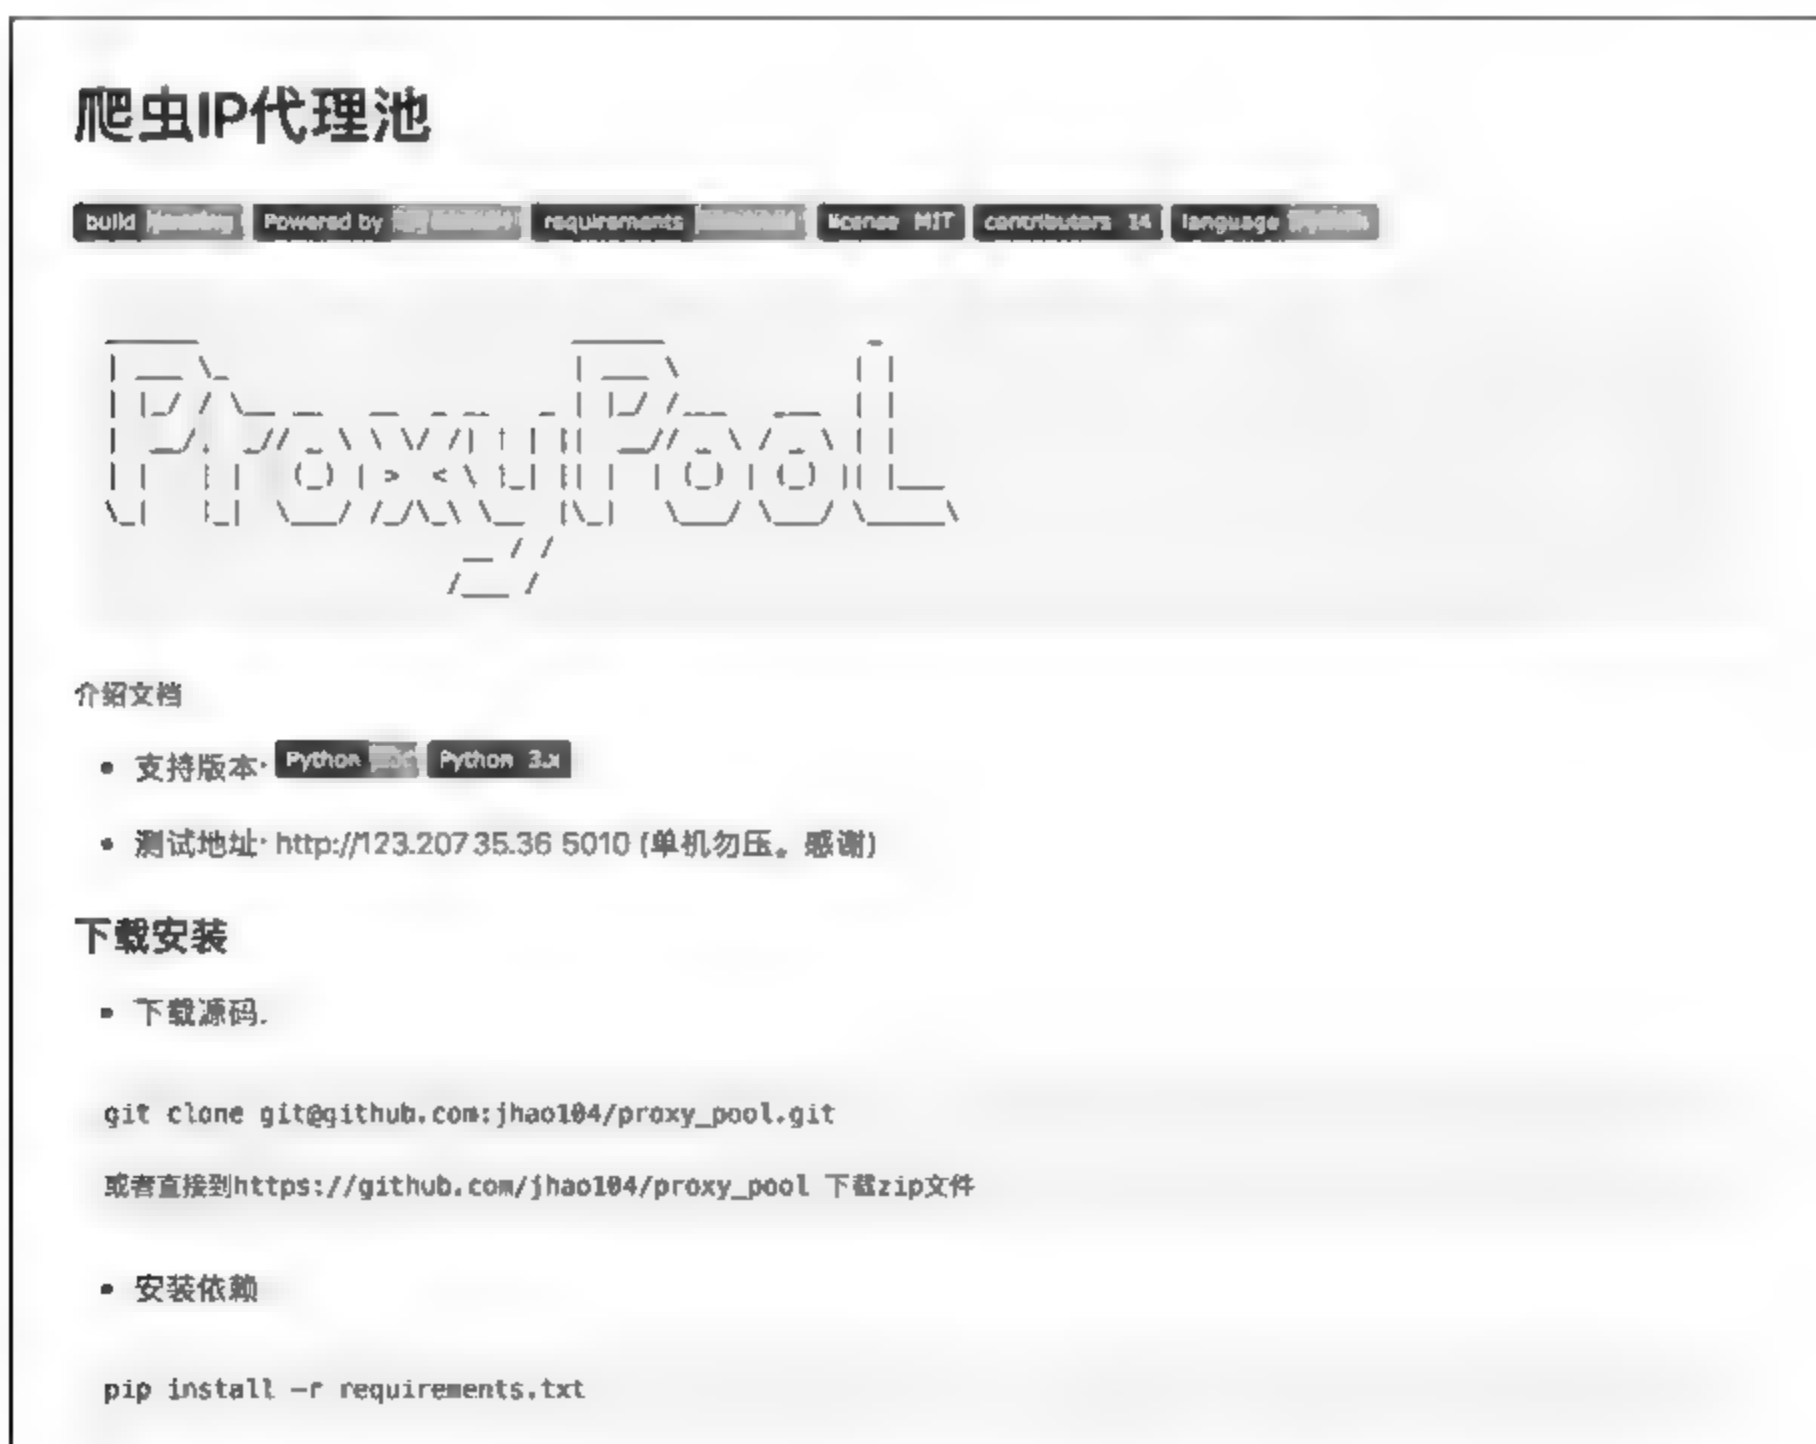 爬虫IP代理池
build Powered by requirements license MIT contributors 14 language
ProxyPool
介绍文档
支持版本: Python Python 3.x
测试地址: http://123.207.35.36 5010 (单机勿压。感谢)
下载安装
下载源码.
git clone git@github.com:jhao104/proxy_pool.git
或者直接到https://github.com/jhao104/proxy_pool 下载zip文件
安装依赖
pip install -r requirements.txt